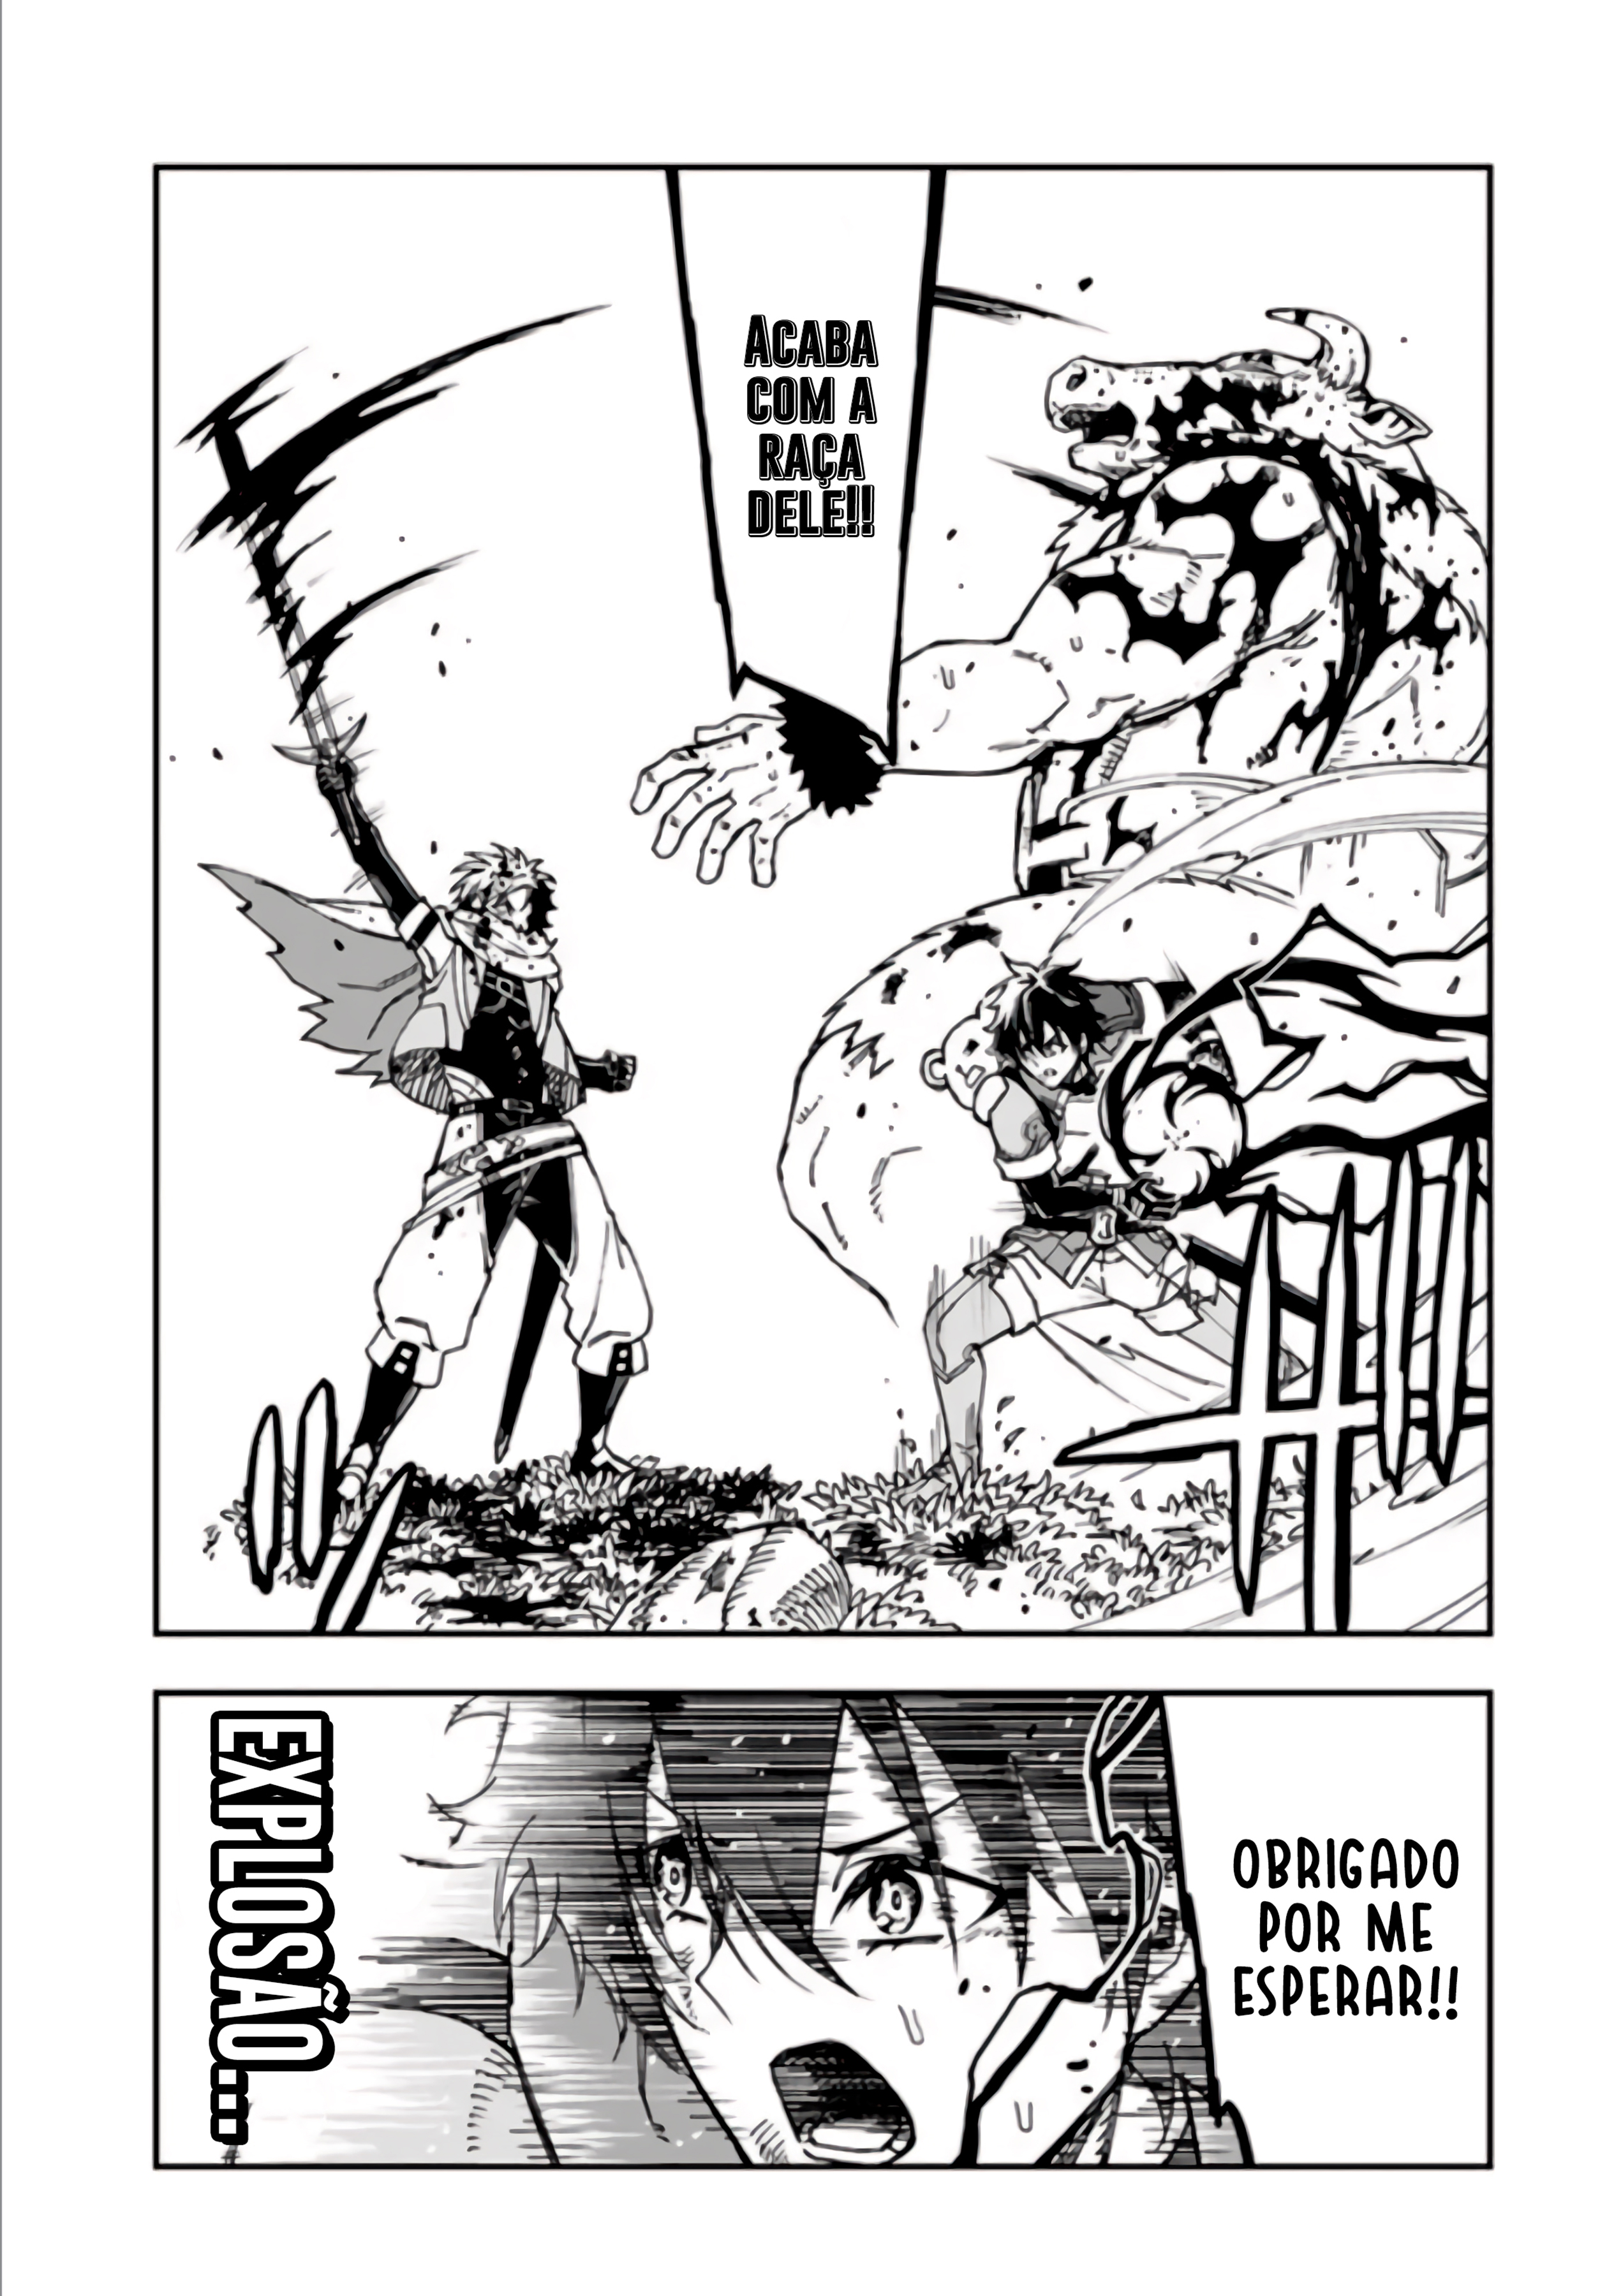 ACABA
COM A
RAÇA
DELE!!
OBRIGADO
POR ME
ESPERAR!!
EXPLOSÃO...